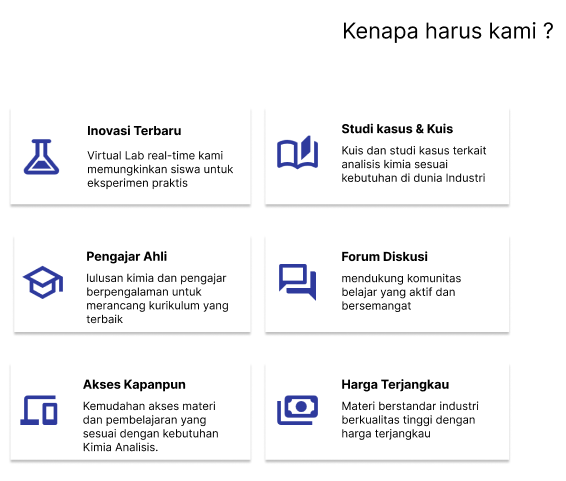 Kenapa harus kami ?
Inovasi Terbaru
Virtual Lab real-time kami
memungkinkan siswa untuk
eksperimen praktis
Studi kasus & Kuis
Kuis dan studi kasus terkait
analisis kimia sesuai
kebutuhan di dunia Industri
Pengajar Ahli
lulusan kimia dan pengajar
berpengalaman untuk
merancang kurikulum yang
terbaik
Forum Diskusi
mendukung komunitas
belajar yang aktif dan
bersemangat
Akses Kapanpun
Kemudahan akses materi
dan pembelajaran yang
sesuai dengan kebutuhan
Kimia Analisis.
Harga Terjangkau
Materi berstandar industri
berkualitas tinggi dengan
harga terjangkau